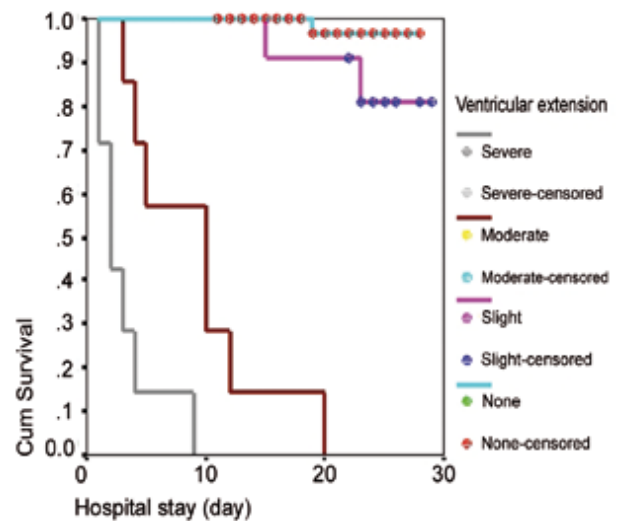 1.0
.9
.8
.7
.6
.5
.4
.3
.2
.1
0.0
Cum Survival
0
10
20
30
Hospital stay (day)
Ventricular extension
Severe
Severe-censored
Moderate
Moderate-censored
Slight
Slight-censored
None
None-censored